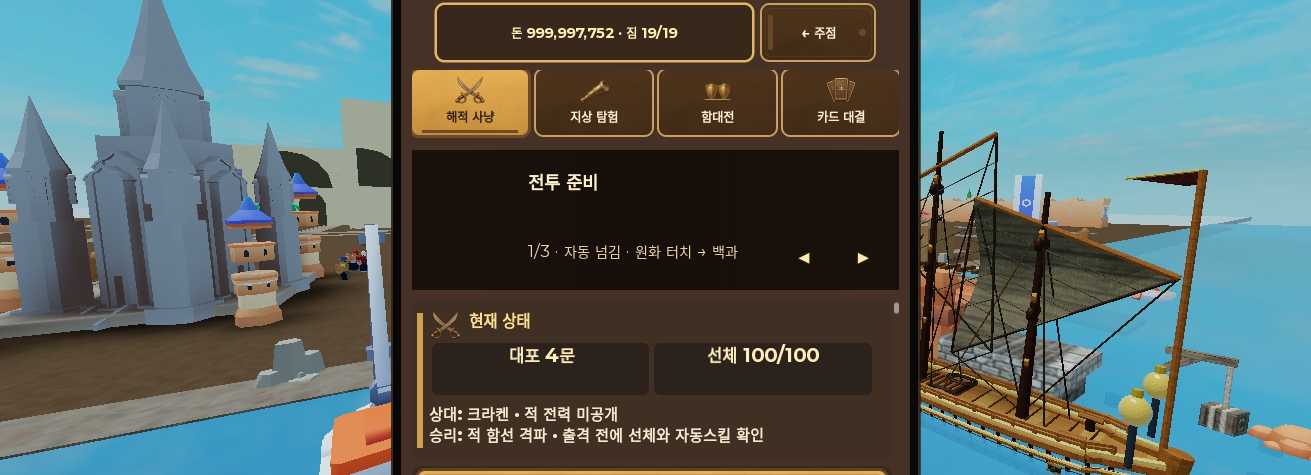 돈 999,997,752 · 짐 19/19
← 주점
해적 사냥
지상 탐험
함대전
카드 대결
전투 준비
1/3 · 자동 넘김 · 원화 터치 → 백과
◀ ▶
현재 상태
대포 4문
선체 100/100
상대: 크라켄 • 적 전력 미공개
승리: 적 함선 격파 • 출격 전에 선체와 자동스킬 확인